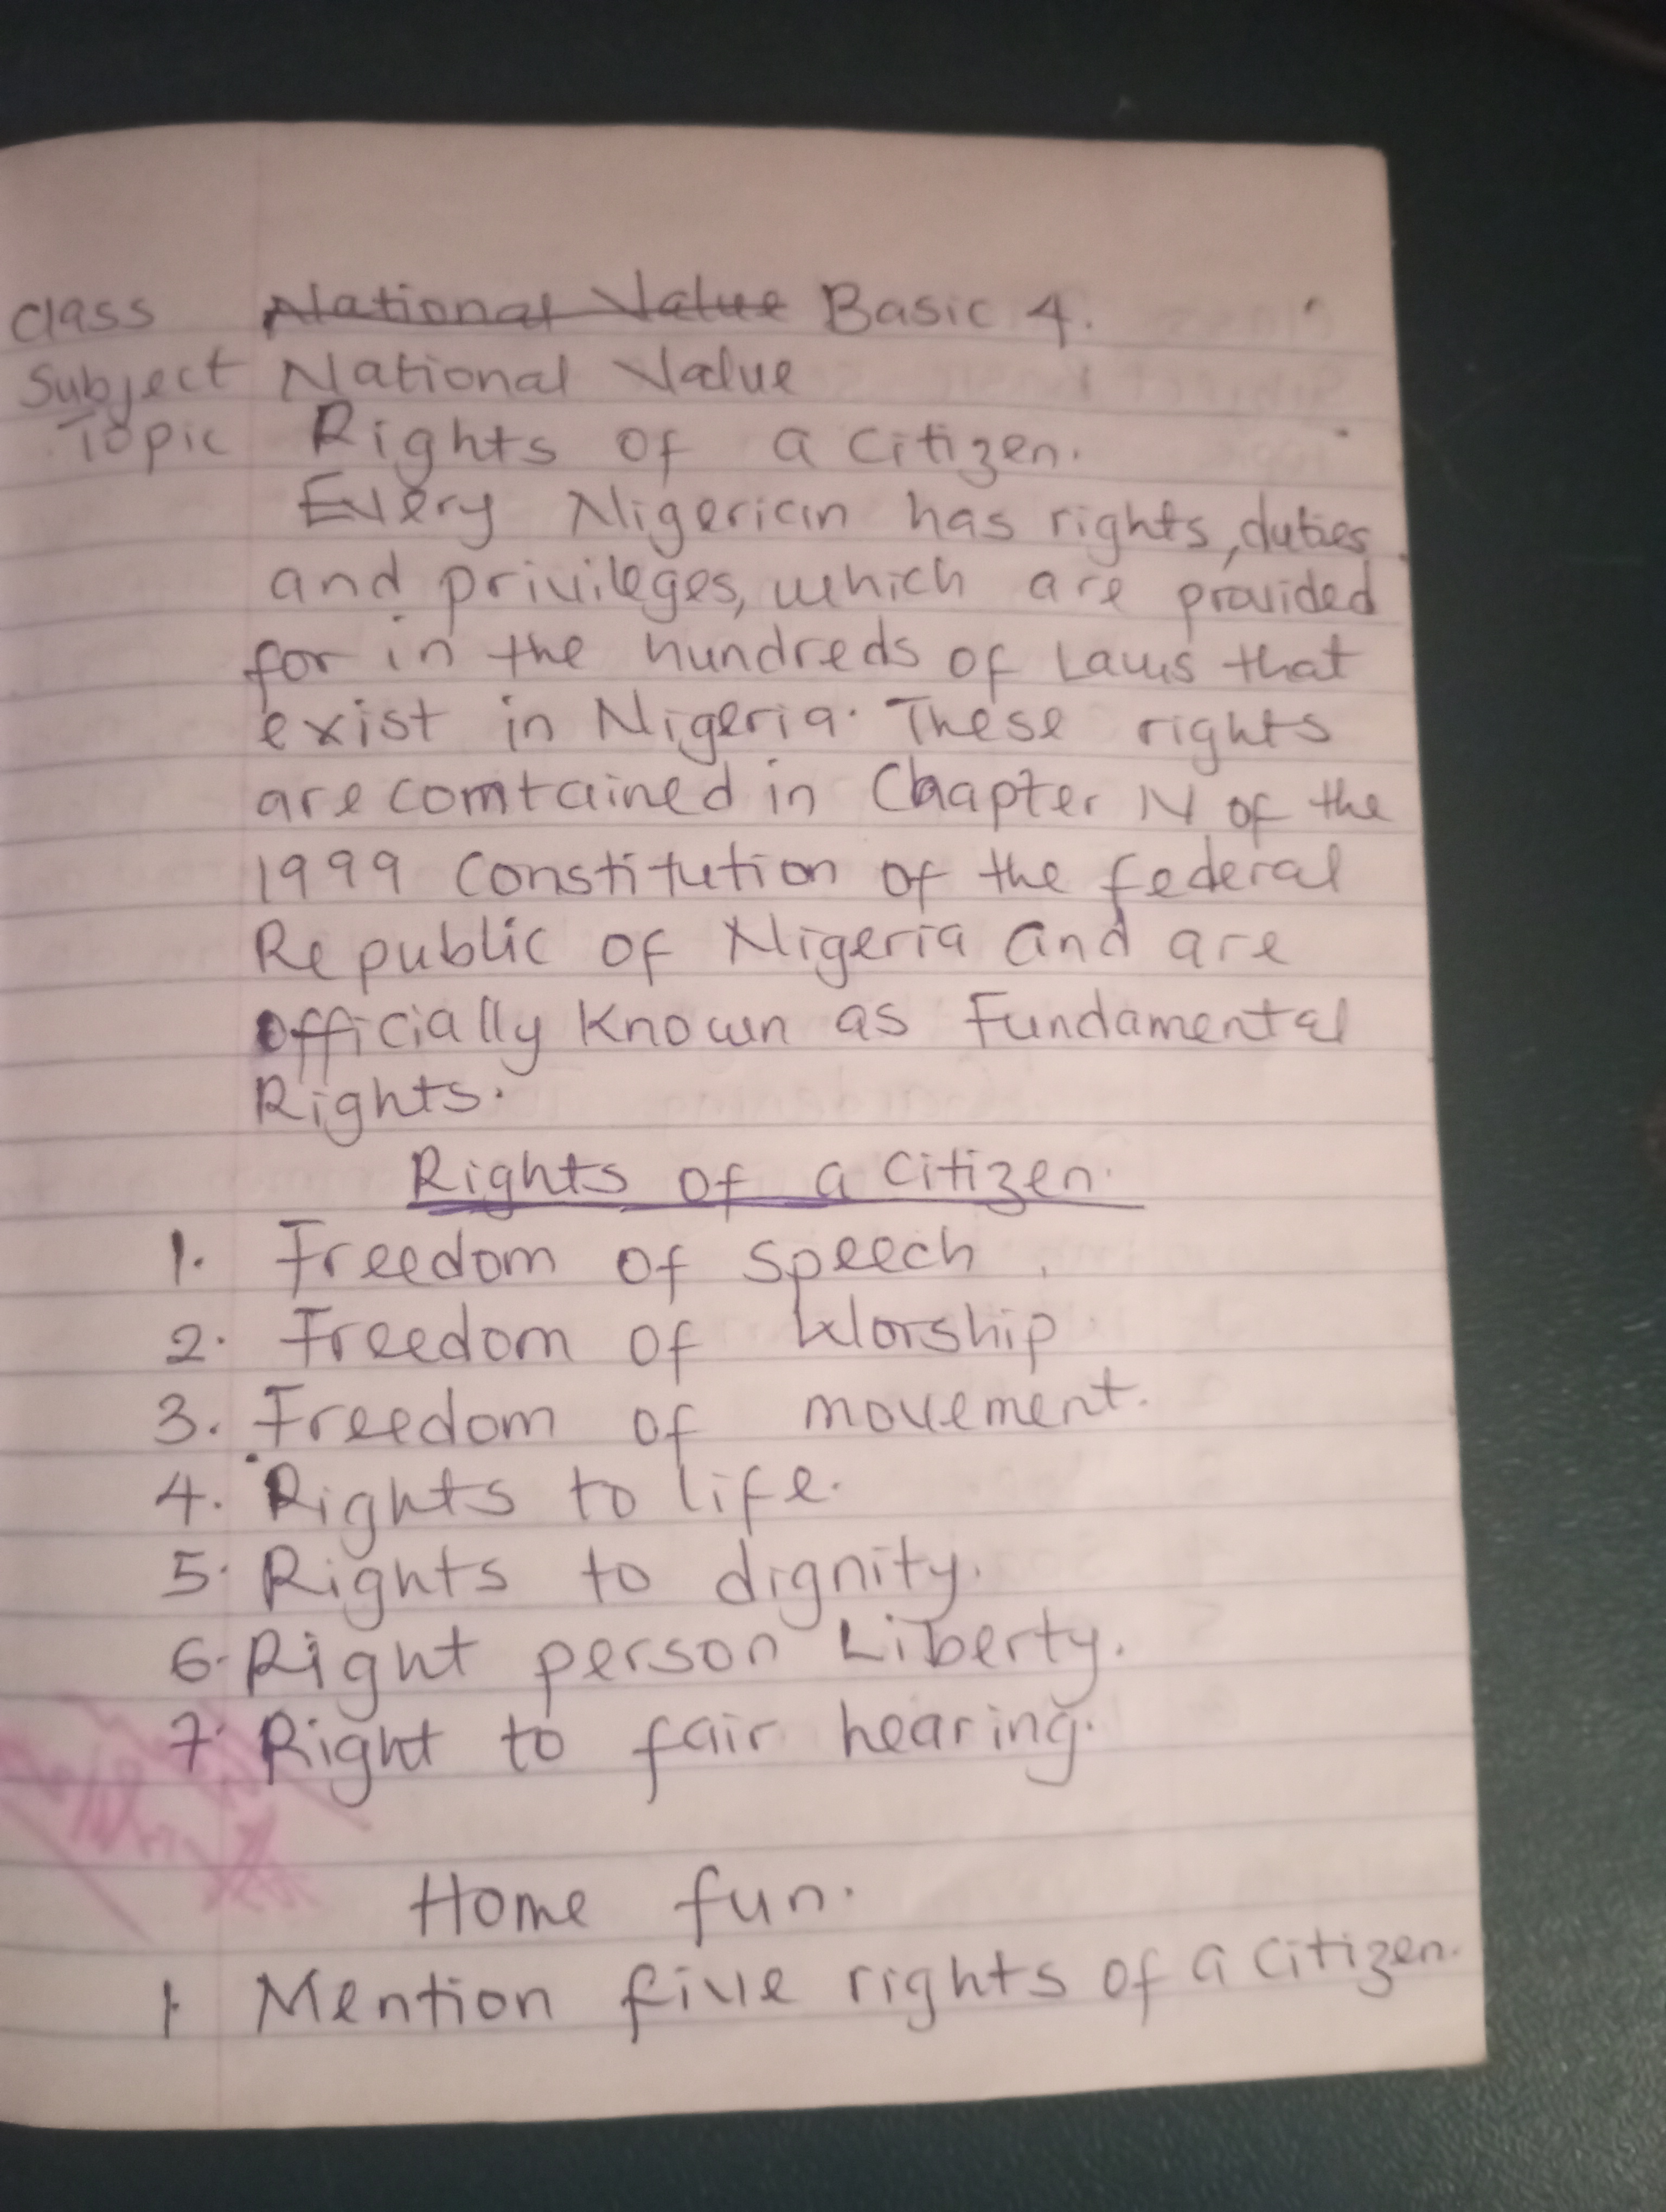 Class National Value Basic 4.
Subject National Value
Topic Rights of a citizen.
Every Nigerian has rights, duties
and privileges, which are provided
for in the hundreds of Laws that
exist in Nigeria. These rights
are comtained in Chapter IV of the
1999 Constitution of the federal
Republic of Nigeria and are
officially Known as Fundamental
Rights.
Rights of a citizen.
1. Freedom of speech
2. Freedom of Worship
3. Freedom of movement.
4. Rights to life.
5. Rights to dignity.
6. Right person Liberty.
7. Right to fair hearing.
Home fun.
1. Mention five rights of a citizen.